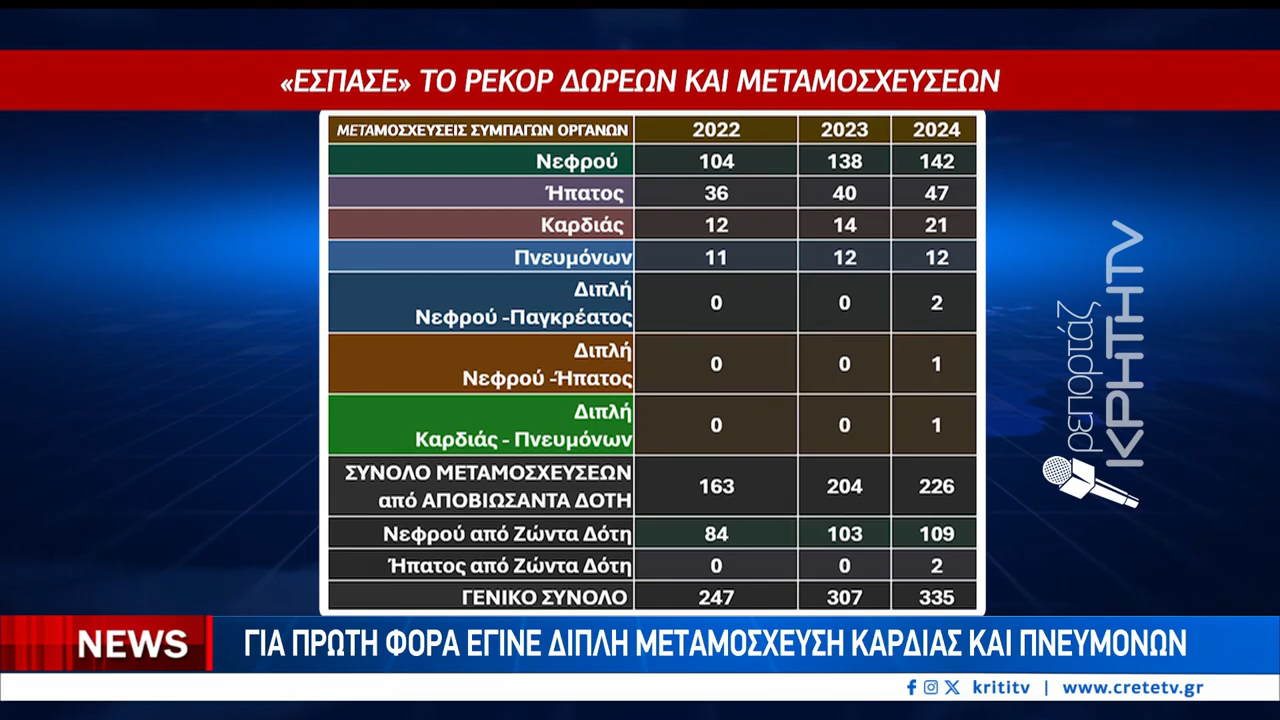 «ΕΣΠΑΣΕ» ΤΟ ΡΕΚΟΡ ΔΩΡΕΩΝ ΚΑΙ ΜΕΤΑΜΟΣΧΕΥΣΕΩΝ
ΜΕΤΑΜΟΣΧΕΥΣΕΙΣ ΣΥΜΠΑΓΩΝ ΟΡΓΑΝΩΝ 2022 2023 2024
Νεφρού 104 138 142
Ήπατος 36 40 47
Καρδιάς 12 14 21
Πνευμόνων 11 12 12
Διπλή
Νεφρού -Παγκρέατος 0 0 2
Διπλή
Νεφρού -Ήπατος 0 0 1
Διπλή
Καρδιάς - Πνευμόνων 0 0 1
ΣΥΝΟΛΟ ΜΕΤΑΜΟΣΧΕΥΣΕΩΝ
από ΑΠΟΒΙΩΣΑΝΤΑ ΔΟΤΗ 163 204 226
Νεφρού από Ζώντα Δότη 84 103 109
Ήπατος από Ζώντα Δότη 0 0 2
ΓΕΝΙΚΟ ΣΥΝΟΛΟ 247 307 335
ρεπορτάζ
ΚΡΗΤΗTV
NEWS
ΓΙΑ ΠΡΩΤΗ ΦΟΡΑ ΕΓΙΝΕ ΔΙΠΛΗ ΜΕΤΑΜΟΣΧΕΥΣΗ ΚΑΡΔΙΑΣ ΚΑΙ ΠΝΕΥΜΟΝΩΝ
krititv | www.cretetv.gr